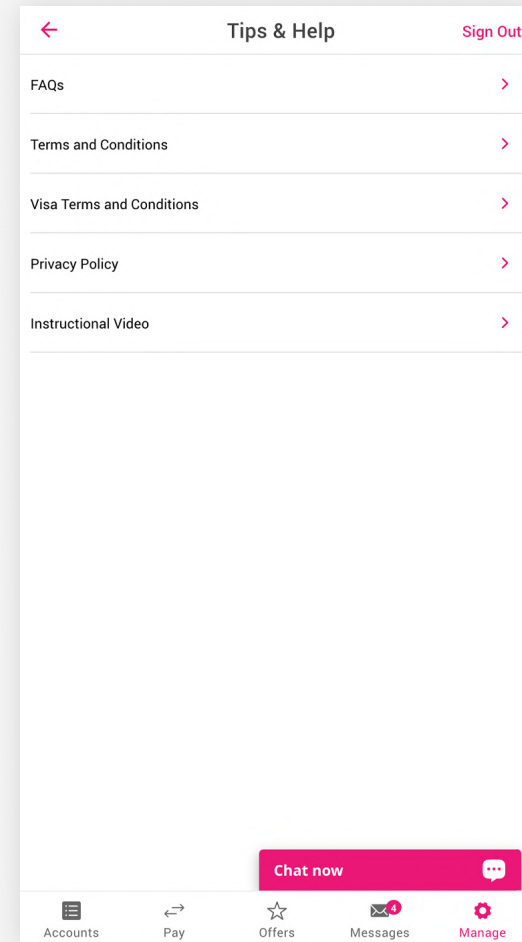 Tips & Help
Sign Out
FAQs
Terms and Conditions
Visa Terms and Conditions
Privacy Policy
Instructional Video
Chat now
4
Accounts
Pay
Offers
Messages
Manage